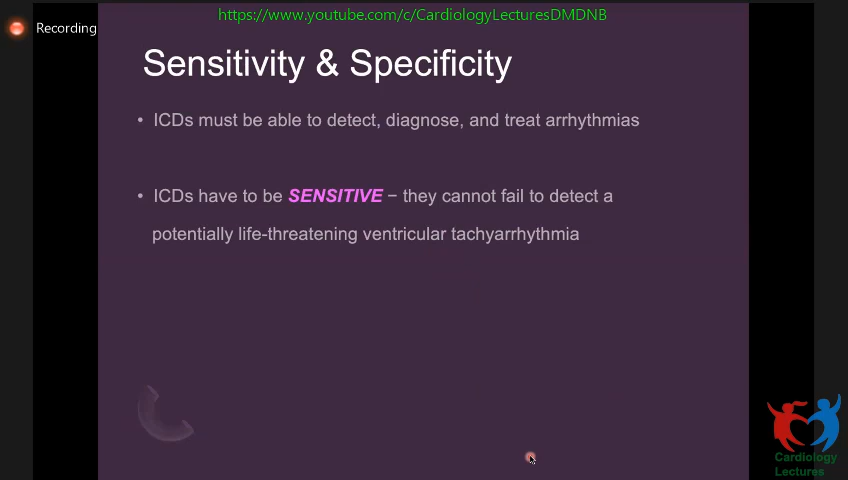 https://www.youtube.com/c/CardiologyLecturesDMDNB
Recording
Sensitivity & Specificity
• ICDs must be able to detect, diagnose, and treat arrhythmias
• ICDs have to be SENSITIVE – they cannot fail to detect a
potentially life-threatening ventricular tachyarrhythmia
Cardiology
Lectures